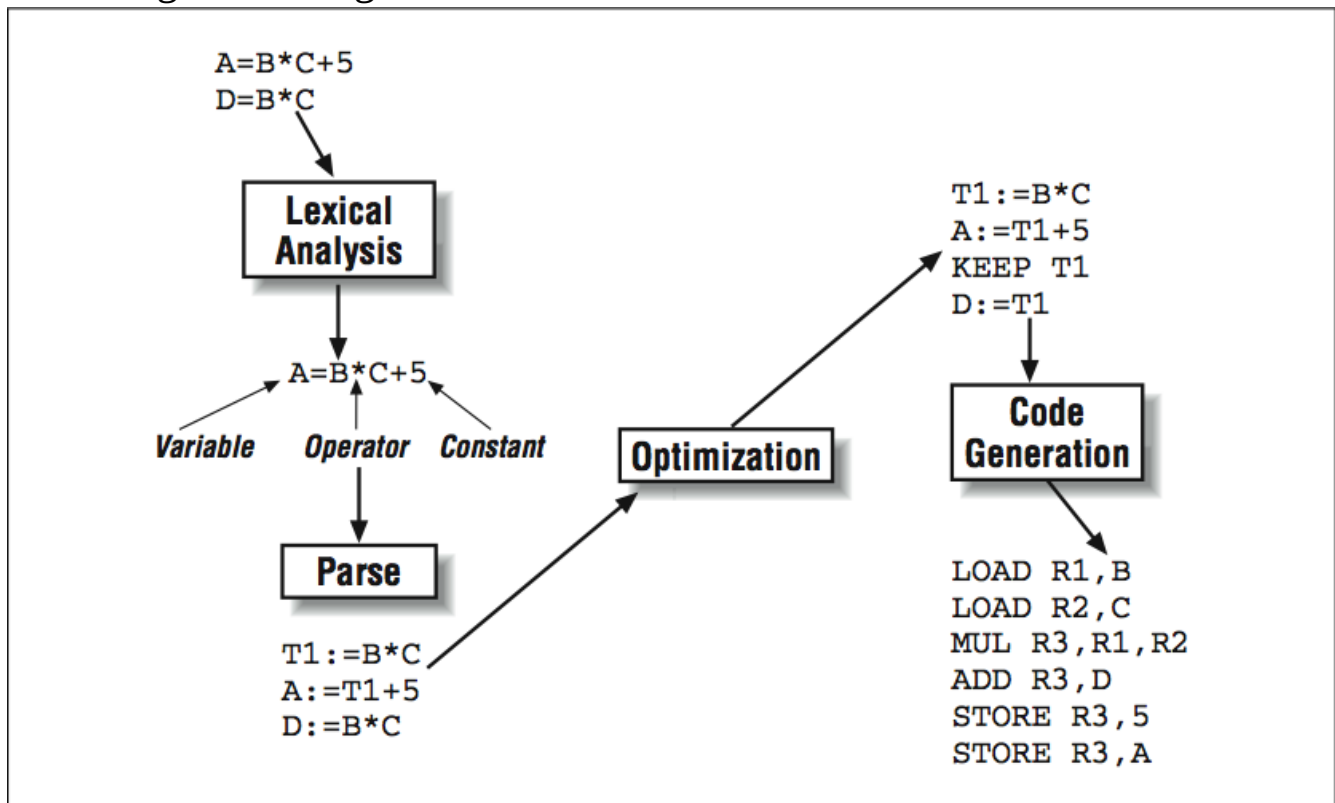 A=B*C+5
D=B*C
Lexical
Analysis
A=B*C+5
Variable Operator Constant
Parse
T1:=B*C
A:=T1+5
D:=B*C
Optimization
T1:=B*C
A:=T1+5
KEEP T1
D:=T1
Code
Generation
LOAD R1,B
LOAD R2,C
MUL R3,R1,R2
ADD R3,D
STORE R3,5
STORE R3,A